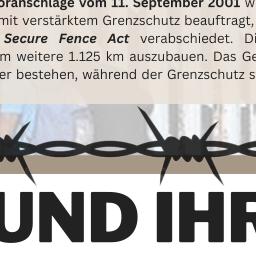 oranschläge vom 11. September 2001 w
mit verstärktem Grenzschutz beauftragt,
Secure Fence Act verabschiedet. Di
m weitere 1.125 km auszubauen. Das Ge
er bestehen, während der Grenzschutz s
UND IHR